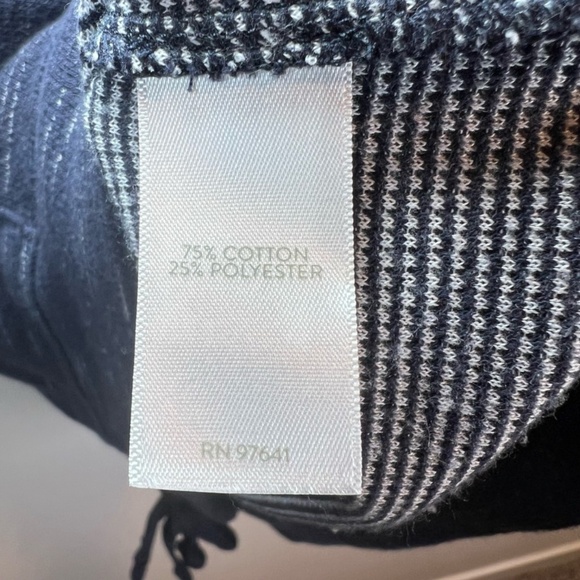 75% COTTON
25% POLYESTER
RN 97641